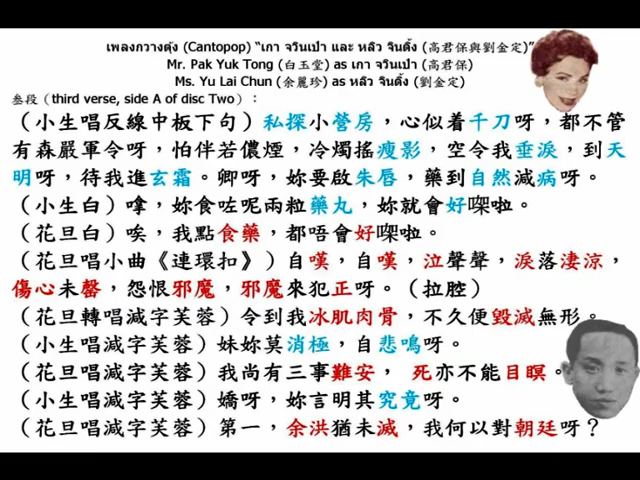 เพลงกวางตุ้ง (Cantopop) “เกา จวินเป่า และ หลิว จินติ้ง (高君保與劉金定)”
Mr. Pak Yuk Tong (白玉堂) as เกา จวินเป่า (高君保)
Ms. Yu Lai Chun (余麗珍) as หลิว จินติ้ง (劉金定)
叁段 (third verse, side A of disc Two) :
（小生唱反線中板下句）私探小營房，心似着千刀呀，都不管
有森嚴軍令呀，怕伴若儂煙，冷燭搖瘦影，空令我垂淚，到天
明呀，待我進玄霜。卿呀，妳要啟朱唇，藥到自然滅病呀。
（小生白）嗱，妳食咗呢兩粒藥丸，妳就會好㗎啦。
（花旦白）唉，我點食藥，都唔會好㗎啦。
（花旦唱小曲《連環扣》）自嘆，自嘆，泣聲聲，淚落淒涼，
傷心未罄，怨恨邪魔，邪魔來犯正呀。（拉腔）
（花旦轉唱減字芙蓉）令到我冰肌肉骨，不久便毀滅無形。
（小生唱減字芙蓉）妹妳莫消極，自悲鳴呀。
（花旦唱減字芙蓉）我尚有三事難安， 死亦不能目瞑。
（小生唱減字芙蓉）嬌呀，妳言明其究竟呀。
（花旦唱減字芙蓉）第一，余洪猶未滅，我何以對朝廷呀？